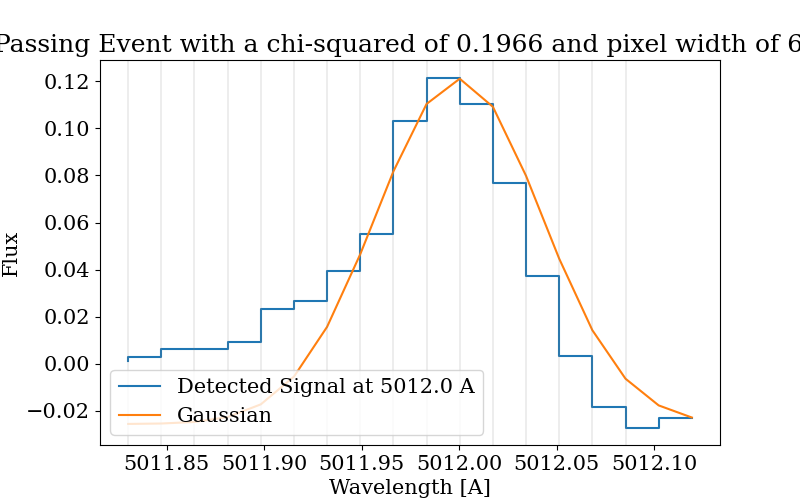 Passing Event with a chi-squared of 0.1966 and pixel width of 6
0.12
0.10
0.08
0.06
0.04
0.02
0.00
−0.02
Flux
Detected Signal at 5012.0 A
Gaussian
5011.85 5011.90 5011.95 5012.00 5012.05 5012.10
Wavelength [A]